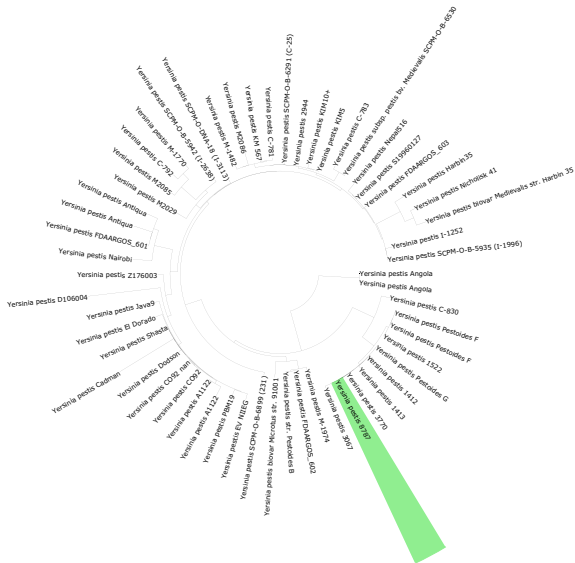 Yersinia pestis SCPM-O-B-6291 (C-25)
Yersinia pestis 2944
Yersinia pestis KIM10+
Yersinia pestis KIM5
Yersinia pestis C-783
Yersinia pestis subsp. pestis bv. Medievalis SCPM-O-B-6530
Yersinia pestis Nepal516
Yersinia pestis S19960127
Yersinia pestis FDAARGOS_603
Yersinia pestis Harbin35
Yersinia pestis Nicholisk 41
Yersinia pestis biovar Medievalis str. Harbin 35
Yersinia pestis I-1252
Yersinia pestis SCPM-O-B-5935 (I-1996)
Yersinia pestis Angola
Yersinia pestis Angola
Yersinia pestis C-830
Yersinia pestis Pestoides F
Yersinia pestis Pestoides F
Yersinia pestis 1522
Yersinia pestis Pestoides G
Yersinia pestis 1412
Yersinia pestis 1413
Yersinia pestis 3770
Yersinia pestis 8787
Yersinia pestis 3067
Yersinia pestis M-1974
Yersinia pestis FDAARGOS_602
Yersinia pestis str. Pestoides B
Yersinia pestis biovar Microtus str. 91001
Yersinia pestis SCPM-O-B-6899 (231)
Yersinia pestis EV NIIEG
Yersinia pestis PBM19
Yersinia pestis A1122
Yersinia pestis A1122
Yersinia pestis CO92
Yersinia pestis CO92_nan
Yersinia pestis Dodson
Yersinia pestis Cadman
Yersinia pestis Shasta
Yersinia pestis El Dorado
Yersinia pestis Java9
Yersinia pestis D106004
Yersinia pestis Z176003
Yersinia pestis Nairobi
Yersinia pestis FDAARGOS_601
Yersinia pestis Antiqua
Yersinia pestis Antiqua
Yersinia pestis M2029
Yersinia pestis M2085
Yersinia pestis C-792
Yersinia pestis M-1770
Yersinia pestis SCPM-O-B-5942 (I-2638)
Yersinia pestis SCPM-O-DNA-18 (I-3113)
Yersinia pestis M-1482
Yersinia pestis M2086
Yersinia pestis KM 567
Yersinia pestis C-781